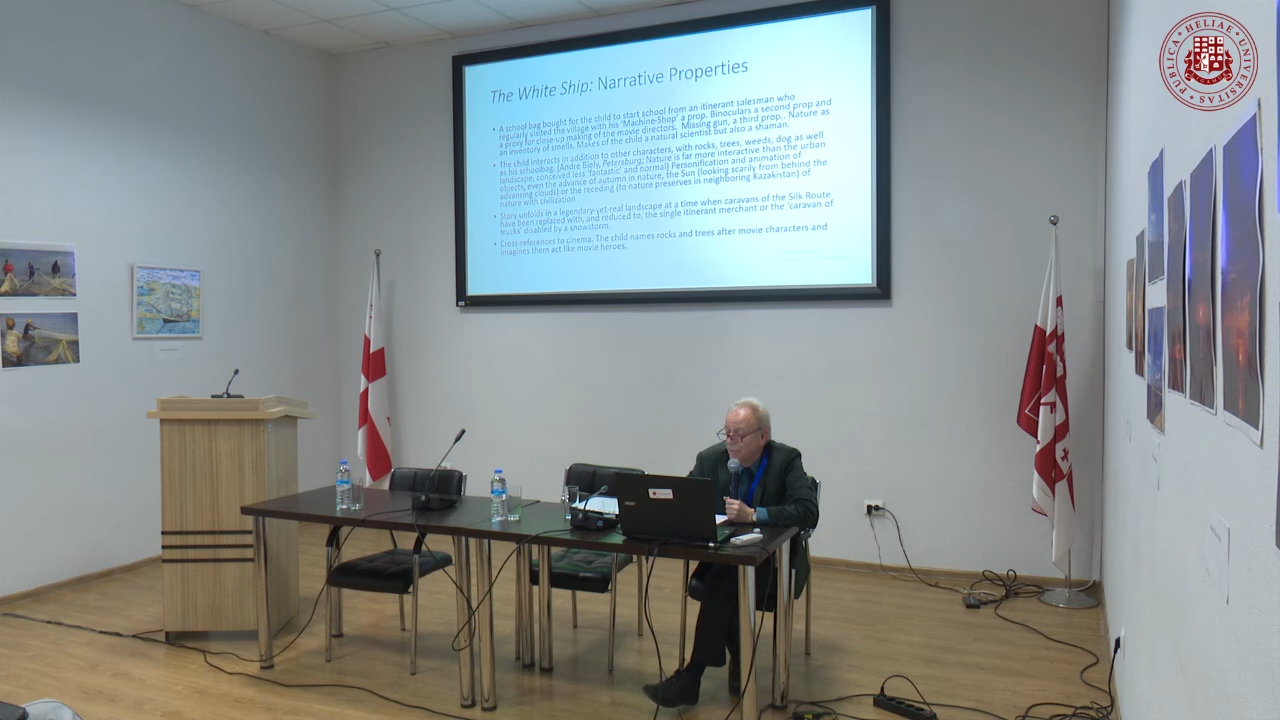 The White Ship: Narrative Properties
• A school bag bought for the child to start school from an itinerant salesman who
regularly visited the village with his 'Machine-Shop' a prop. Binoculars a second prop and
a proxy for close-up making of the movie directors. Missing gun, a third prop.. Nature as
an inventory of smells. Makes of the child a natural scientist but also a shaman.
• The child interacts in addition to other characters, with rocks, trees, weeds, dog as well
as his schoolbag. (Andre Biely, Petersburg; Nature is far more interactive than the urban
landscape, conceived less 'fantastic' and normal) Personification and animation of
objects, even the advance of autumn in nature, the Sun (looking scarily from behind the
advancing clouds) or the receding (to nature preserves in neighboring Kazakistan) of
nature with civilization
• Story unfolds in a legendary-yet-real landscape at a time when caravans of the Silk Route
have been replaced with, and reduced to, the single itinerant merchant or the 'caravan of
trucks' disabled by a snowstorm.
• Cross-references to cinema. The child names rocks and trees after movie characters and
imagines them act like movie heroes.
PUBLICA HELIAE UNIVERSITAS
acer